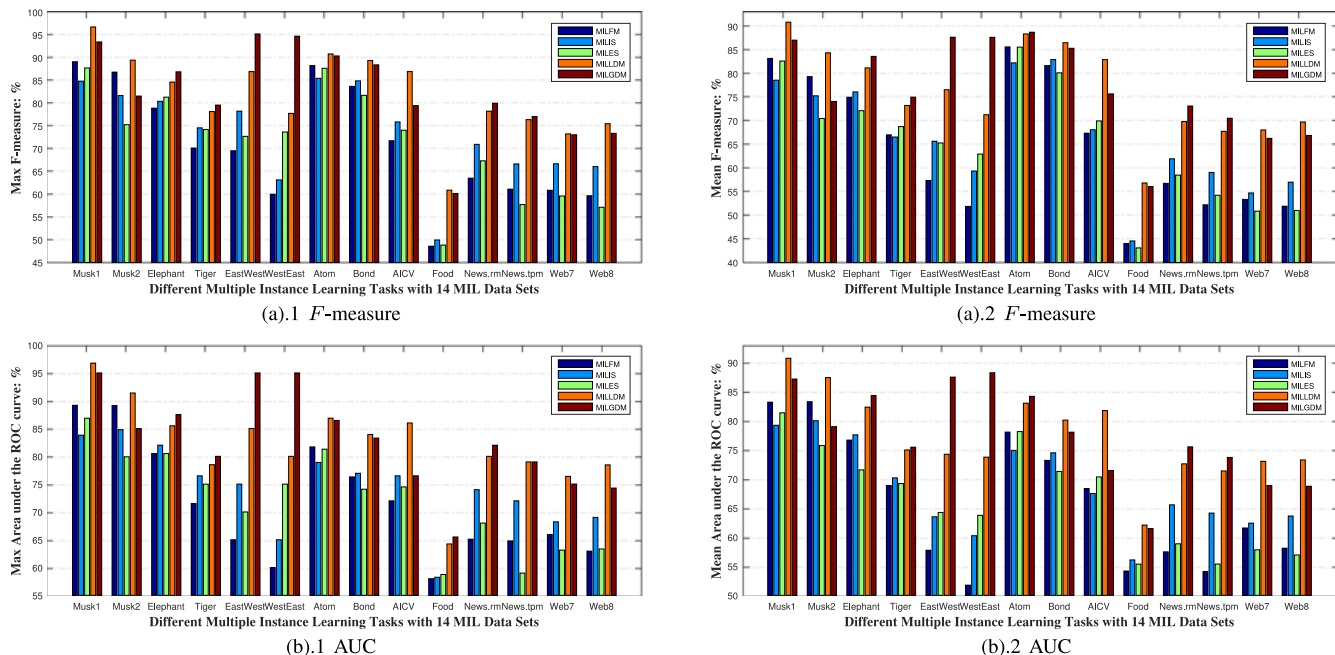 100
95
90
85
80
75
70
65
60
55
50
45
Max F-measure: %
MILFM
MILIS
MILES
MILLDM
MILGDM
Musk1 Musk2 Elephant Tiger EastWest WestEast Atom Bond AICV Food News.rm News.tpm Web7 Web8
Different Multiple Instance Learning Tasks with 14 MIL Data Sets
(a).1 F-measure
90
85
80
75
70
65
60
55
50
45
40
Mean F-measure: %
MILFM
MILIS
MILES
MILLDM
MILGDM
Musk1 Musk2 Elephant Tiger EastWest WestEast Atom Bond AICV Food News.rm News.tpm Web7 Web8
Different Multiple Instance Learning Tasks with 14 MIL Data Sets
(a).2 F-measure
100
95
90
85
80
75
70
65
60
55
Max Area under the ROC curve: %
MILFM
MILIS
MILES
MILLDM
MILGDM
Musk1 Musk2 Elephant Tiger EastWest WestEast Atom Bond AICV Food News.rm News.tpm Web7 Web8
Different Multiple Instance Learning Tasks with 14 MIL Data Sets
(b).1 AUC
90
85
80
75
70
65
60
55
50
Mean Area under the ROC curve: %
MILFM
MILIS
MILES
MILLDM
MILGDM
Musk1 Musk2 Elephant Tiger EastWest WestEast Atom Bond AICV Food News.rm News.tpm Web7 Web8
Different Multiple Instance Learning Tasks with 14 MIL Data Sets
(b).2 AUC